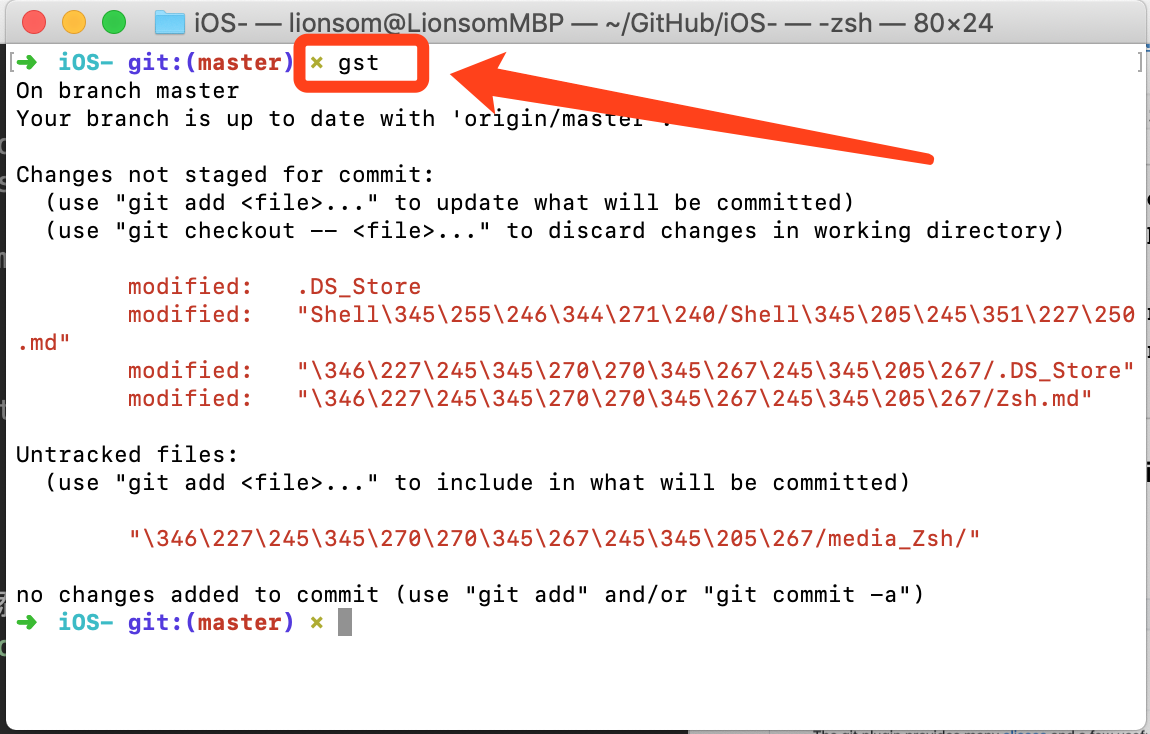 iOS- — lionsom@LionsomMBP — ~/GitHub/iOS- — -zsh — 80×24
[➜  iOS- git:(master) × gst ]
On branch master
Your branch is up to date with 'origin/master'.
Changes not staged for commit:
(use "git add <file>..." to update what will be committed)
(use "git checkout -- <file>..." to discard changes in working directory)
modified:   .DS_Store
modified:   "Shell\345\255\246\344\271\240/Shell\345\205\245\351\227\250
.md"
modified:   "\346\227\245\345\270\270\345\267\245\345\205\267/.DS_Store"
modified:   "\346\227\245\345\270\270\345\267\245\345\205\267/Zsh.md"
Untracked files:
(use "git add <file>..." to include in what will be committed)
"\346\227\245\345\270\270\345\267\245\345\205\267/media_Zsh/"
no changes added to commit (use "git add" and/or "git commit -a")
➜  iOS- git:(master) ×